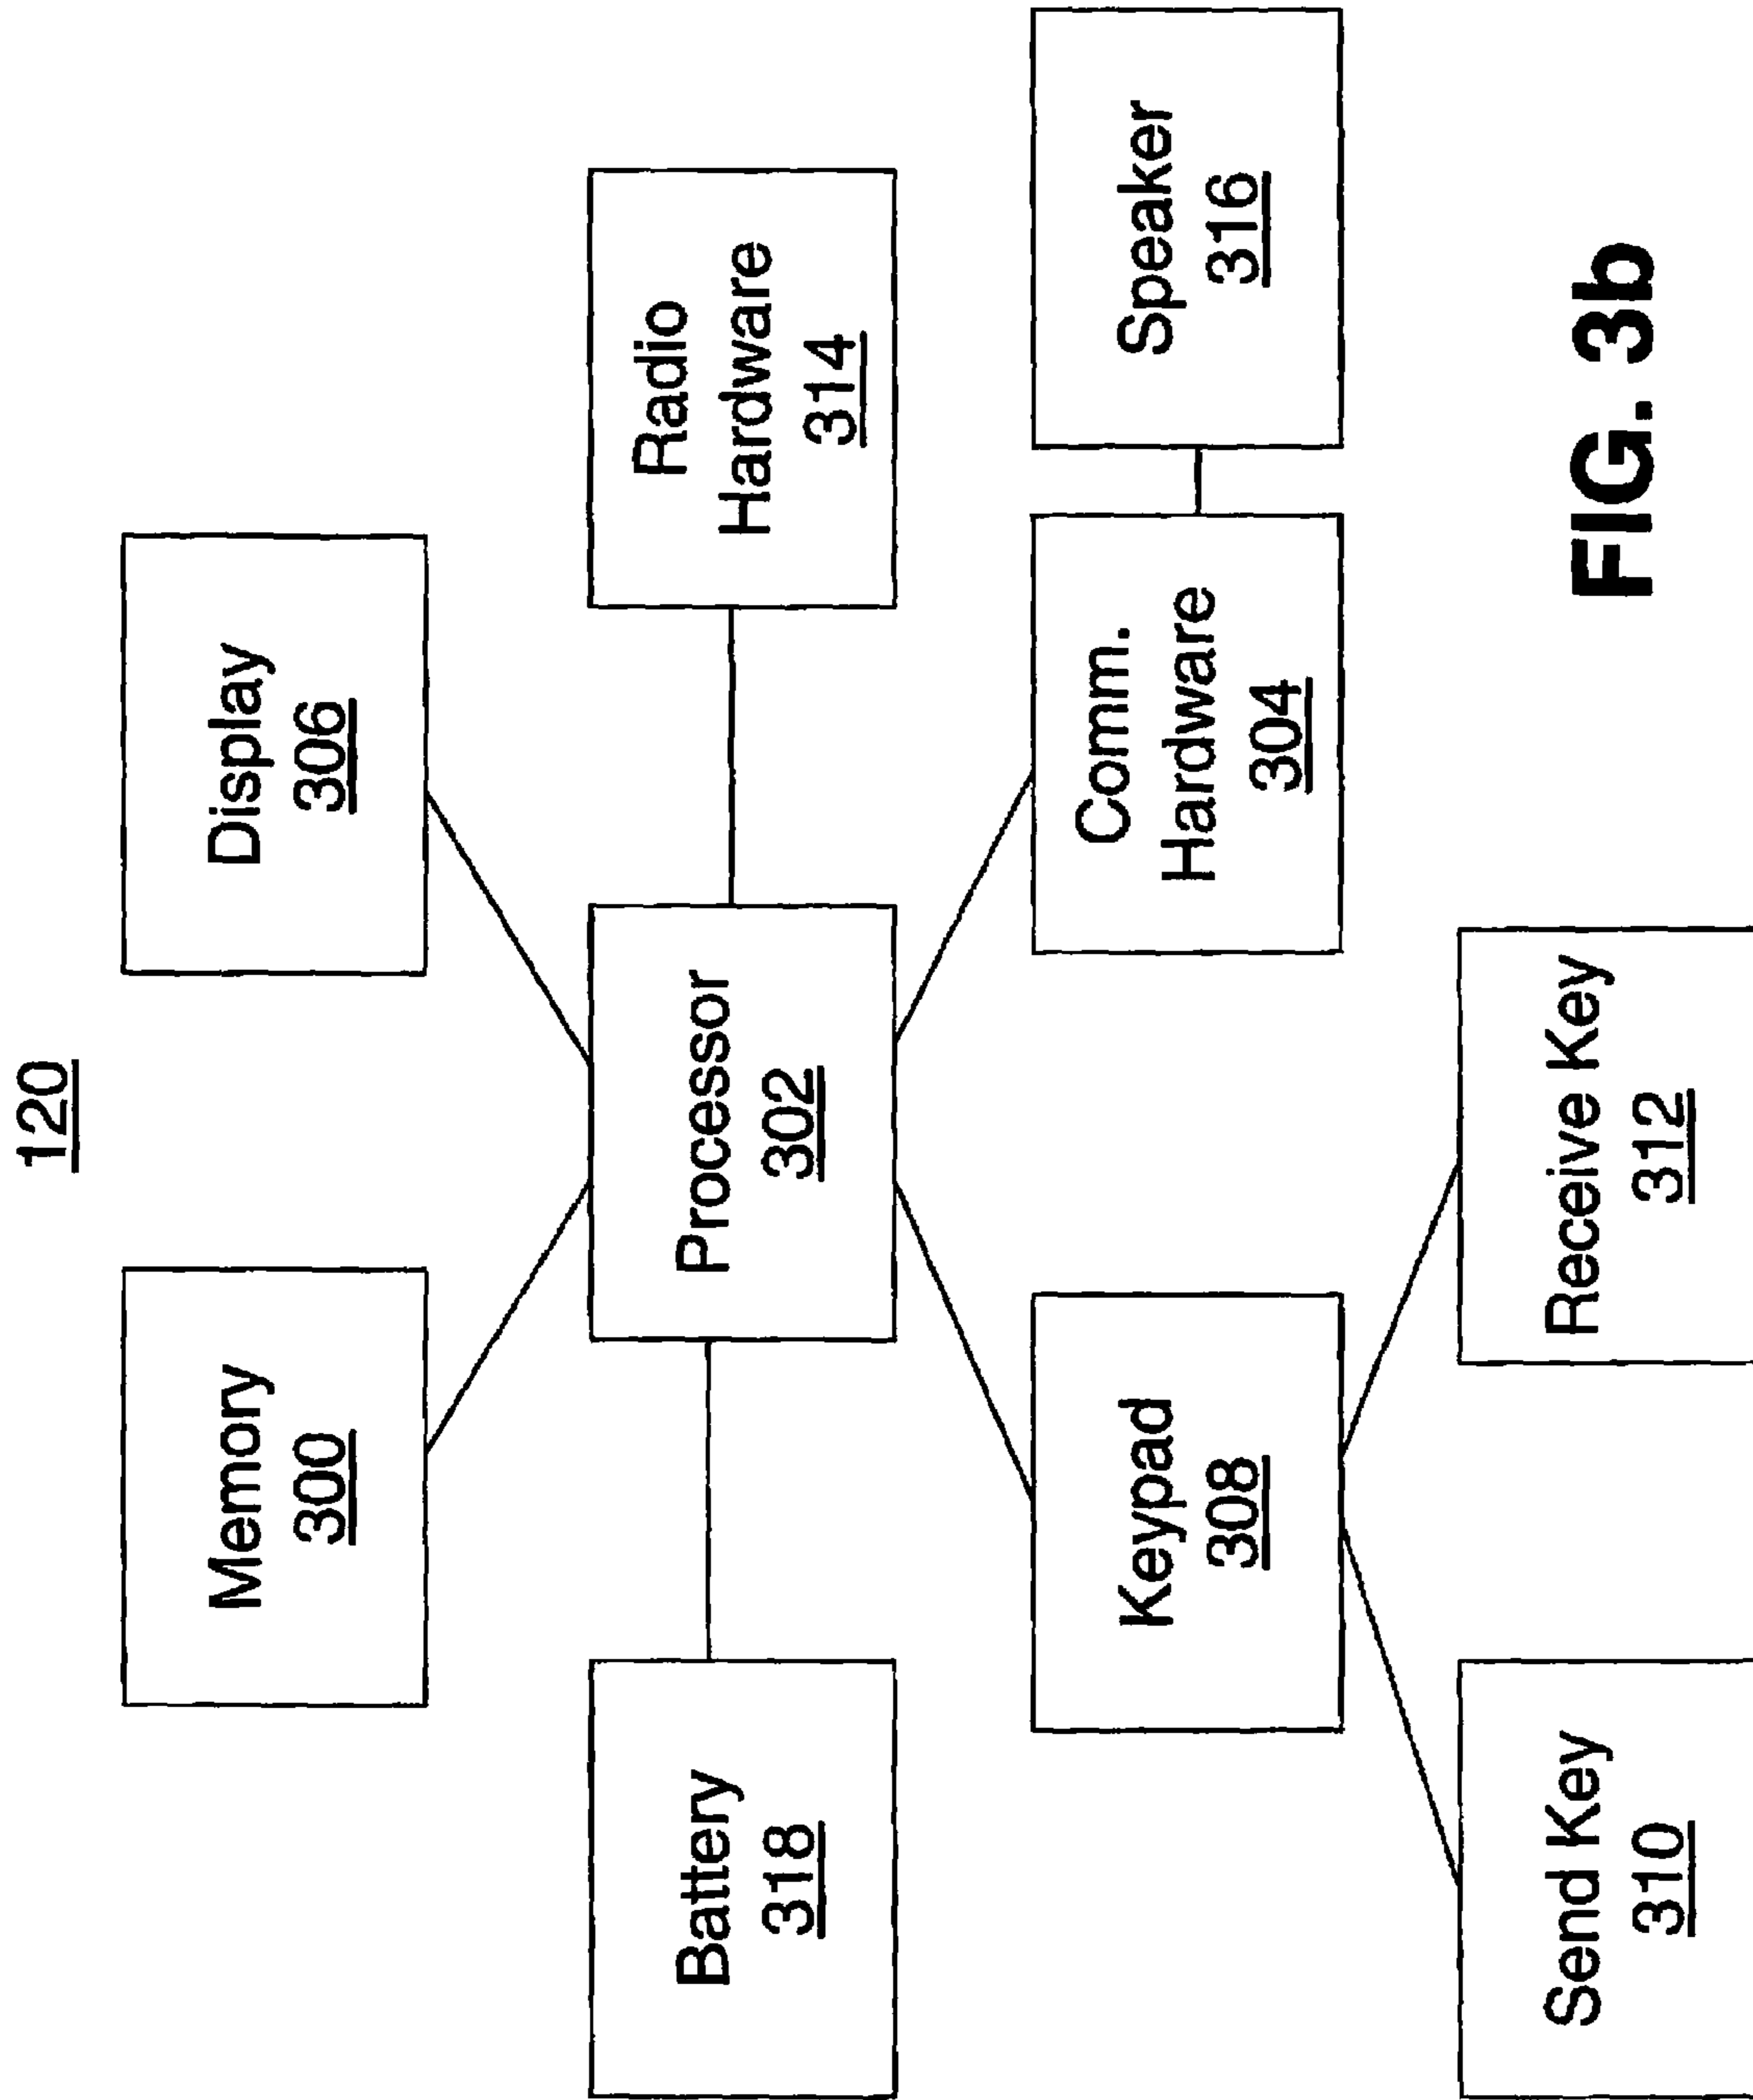 120
Memory
300
Display
306
Battery
318
Processor
302
Radio
Hardware
314
Keypad
308
Comm.
Hardware
304
Speaker
316
Send Key
310
Receive Key
312
FIG. 3b